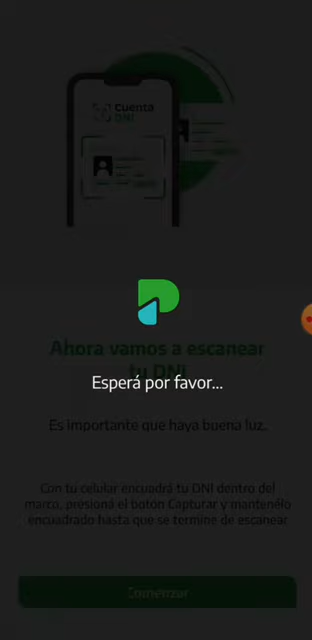 Cuenta
DNI
Ahora vamos a escanear
tu DNI
Esperá por favor...
Es importante que haya buena luz.
Con tu celular encuadrá tu DNI dentro del
marco, presioná el botón Capturar y mantenélo
encuadrado hasta que se termine de escanear
Comenzar